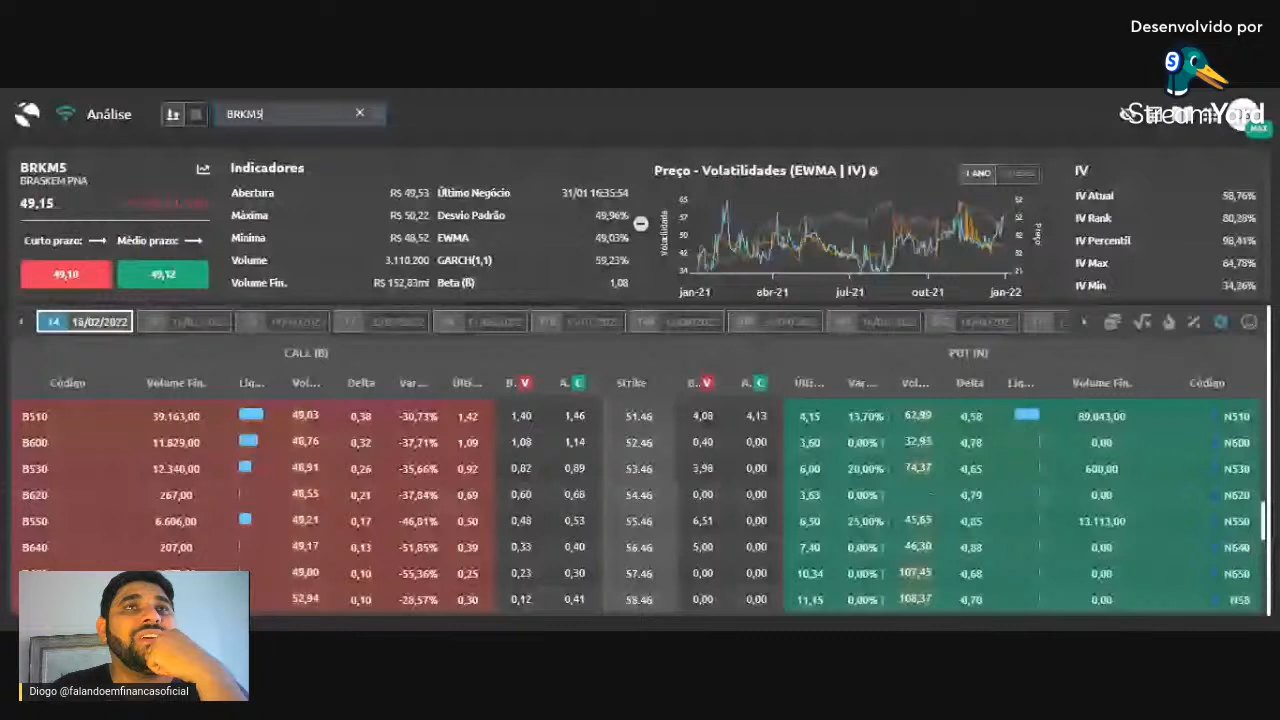 Desenvolvido por
StreamYard
Análise
BRKM5
MAX
BRKM5
BRASKEM PNA
49,15
Curto prazo:
Médio prazo:
49,10
49,12
Indicadores
Abertura R$ 49,53 Último Negócio 31/01 16:35:54
Máxima R$ 50,22 Desvio Padrão 49,96%
Mínima R$ 48,52 EWMA 49,03%
Volume 3.110.200 GARCH(1,1) 59,23%
Volume Fin. R$ 152,83mi Beta (ß) 1,08
Preço - Volatilidades (EWMA | IV)
1 ANO
Volatilidade
65
57
50
42
34
Preço
jan-21 abr-21 jul-21 out-21 jan-22
IV
IV Atual 58,76%
IV Rank 80,28%
IV Percentil 98,41%
IV Max 64,78%
IV Min 34,26%
14 18/02/2022
CALL (B) PUT (N)
Código Volume Fin. Liq... Vol... Delta Var... Últi... B. V A. C Strike B.. V A.. C Últi... Var... Vol... Delta Liq... Volume Fin. Código
B510 39.163,00 49,03 0,38 -30,73% 1,42 1,40 1,46 51.46 4,08 4,13 4,15 13,70% 62,99 -0,58 89.043,00 N510
B600 11.829,00 48,76 0,32 -37,71% 1,09 1,08 1,14 52.46 0,40 0,00 3,60 0,00% 32,95 -0,78 0,00 N600
B530 12.340,00 48,91 0,26 -35,66% 0,92 0,82 0,89 53.46 3,98 0,00 6,00 20,00% 74,37 -0,65 600,00 N530
B620 267,00 48,55 0,21 -37,84% 0,69 0,60 0,68 54.46 0,00 0,00 3,63 0,00% -0,79 0,00 N620
B550 6.606,00 49,21 0,17 -46,81% 0,50 0,48 0,53 55.46 6,51 0,00 6,50 25,00% 45,65 -0,85 13.113,00 N550
B640 207,00 49,17 0,13 -51,85% 0,39 0,33 0,40 56.46 5,00 0,00 7,40 0,00% 46,30 -0,88 0,00 N640
49,00 0,10 -55,36% 0,25 0,23 0,30 57.46 0,00 0,00 10,34 0,00% 107,45 -0,68 0,00 N650
52,94 0,10 -28,57% 0,30 0,12 0,41 58.46 0,00 0,00 11,15 0,00% 108,37 -0,70 0,00 N58
Diogo @falandoemfinancasoficial